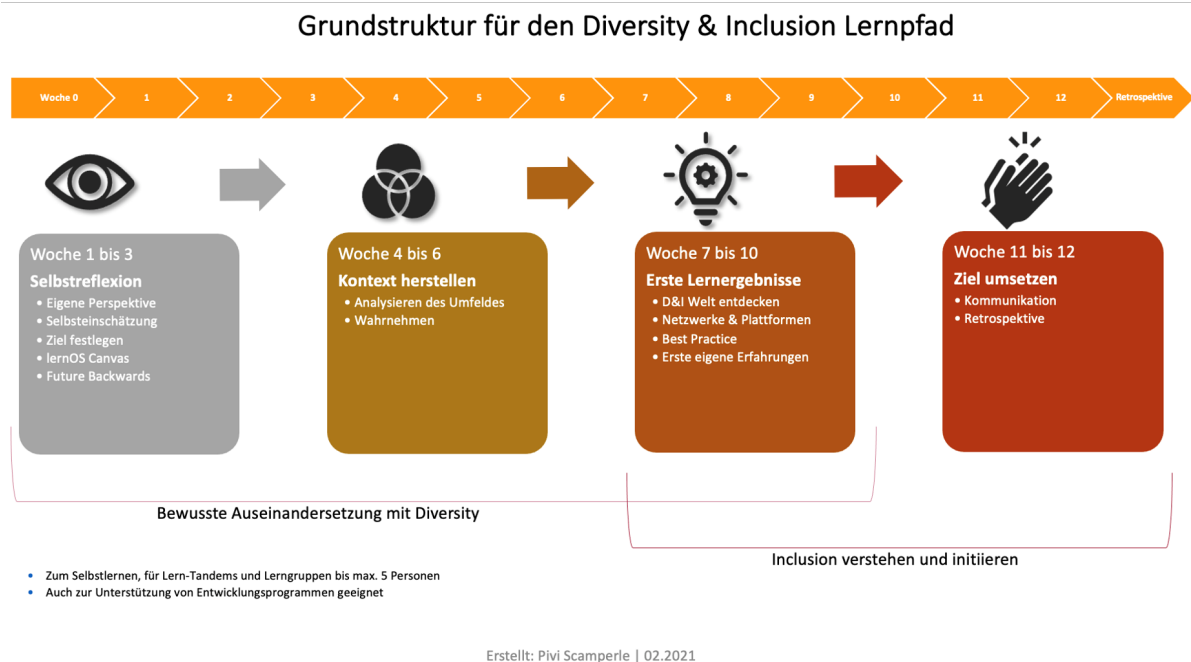 Grundstruktur für den Diversity & Inclusion Lernpfad
Woche 0 1 2 3 4 5 6 7 8 9 10 11 12 Retrospektive
Woche 1 bis 3
Selbstreflexion
• Eigene Perspektive
• Selbsteinschätzung
• Ziel festlegen
• lernOS Canvas
• Future Backwards
Woche 4 bis 6
Kontext herstellen
• Analysieren des Umfeldes
• Wahrnehmen
Woche 7 bis 10
Erste Lernergebnisse
• D&I Welt entdecken
• Netzwerke & Plattformen
• Best Practice
• Erste eigene Erfahrungen
Woche 11 bis 12
Ziel umsetzen
• Kommunikation
• Retrospektive
Bewusste Auseinandersetzung mit Diversity
Inclusion verstehen und initiieren
• Zum Selbstlernen, für Lern-Tandems und Lerngruppen bis max. 5 Personen
• Auch zur Unterstützung von Entwicklungsprogrammen geeignet
Erstellt: Pivi Scamperle | 02.2021